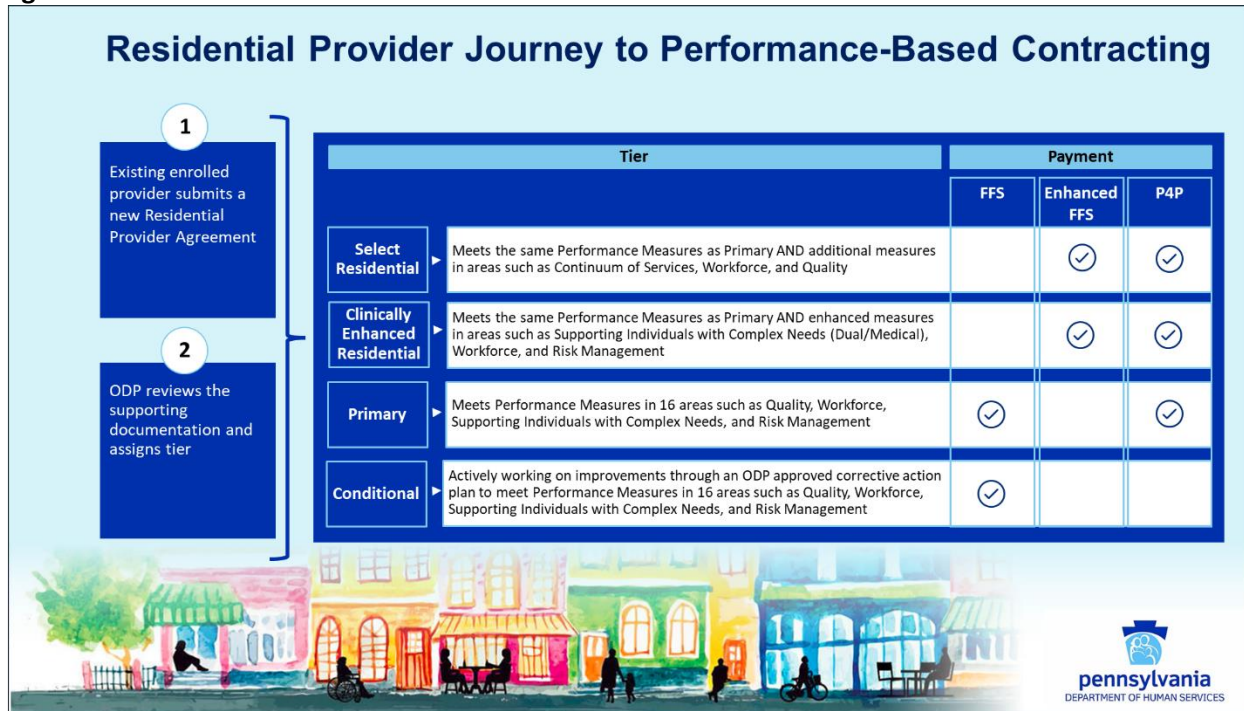 Residential Provider Journey to Performance-Based Contracting
1
Existing enrolled
provider submits a
new Residential
Provider Agreement
2
ODP reviews the
supporting
documentation and
assigns tier
Tier
Payment
FFS
Enhanced
FFS
P4P
Select
Residential
Meets the same Performance Measures as Primary AND additional measures
in areas such as Continuum of Services, Workforce, and Quality
Clinically
Enhanced
Residential
Meets the same Performance Measures as Primary AND enhanced measures
in areas such as Supporting Individuals with Complex Needs (Dual/Medical),
Workforce, and Risk Management
Primary
Meets Performance Measures in 16 areas such as Quality, Workforce,
Supporting Individuals with Complex Needs, and Risk Management
Conditional
Actively working on improvements through an ODP approved corrective action
plan to meet Performance Measures in 16 areas such as Quality, Workforce,
Supporting Individuals with Complex Needs, and Risk Management
pennsylvania
DEPARTMENT OF HUMAN SERVICES